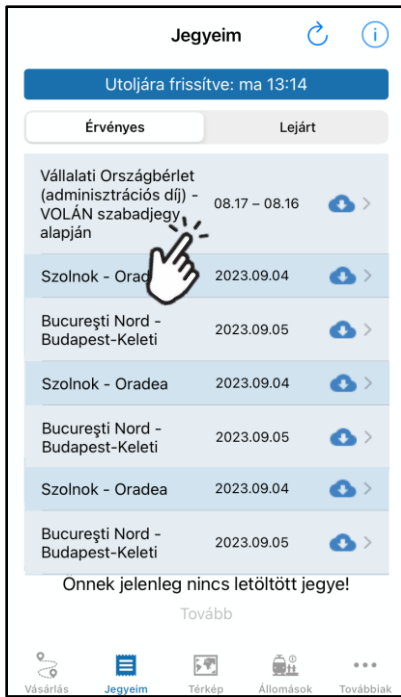 Jegyeim
Utoljára frissítve: ma 13:14
Érvényes Lejárt
Vállalati Országbérlet
(adminisztrációs díj) -
VOLÁN szabadjegy
alapján
08.17 – 08.16
Szolnok - Orad
2023.09.04
Bucureşti Nord -
Budapest-Keleti
2023.09.05
Szolnok - Oradea
2023.09.04
Bucureşti Nord -
Budapest-Keleti
2023.09.05
Szolnok - Oradea
2023.09.04
Bucureşti Nord -
Budapest-Keleti
2023.09.05
Onnek jelenleg nincs letöltött jegye!
Tovább
Vásárlás Jegyeim Térkép Állomások Továbbiak